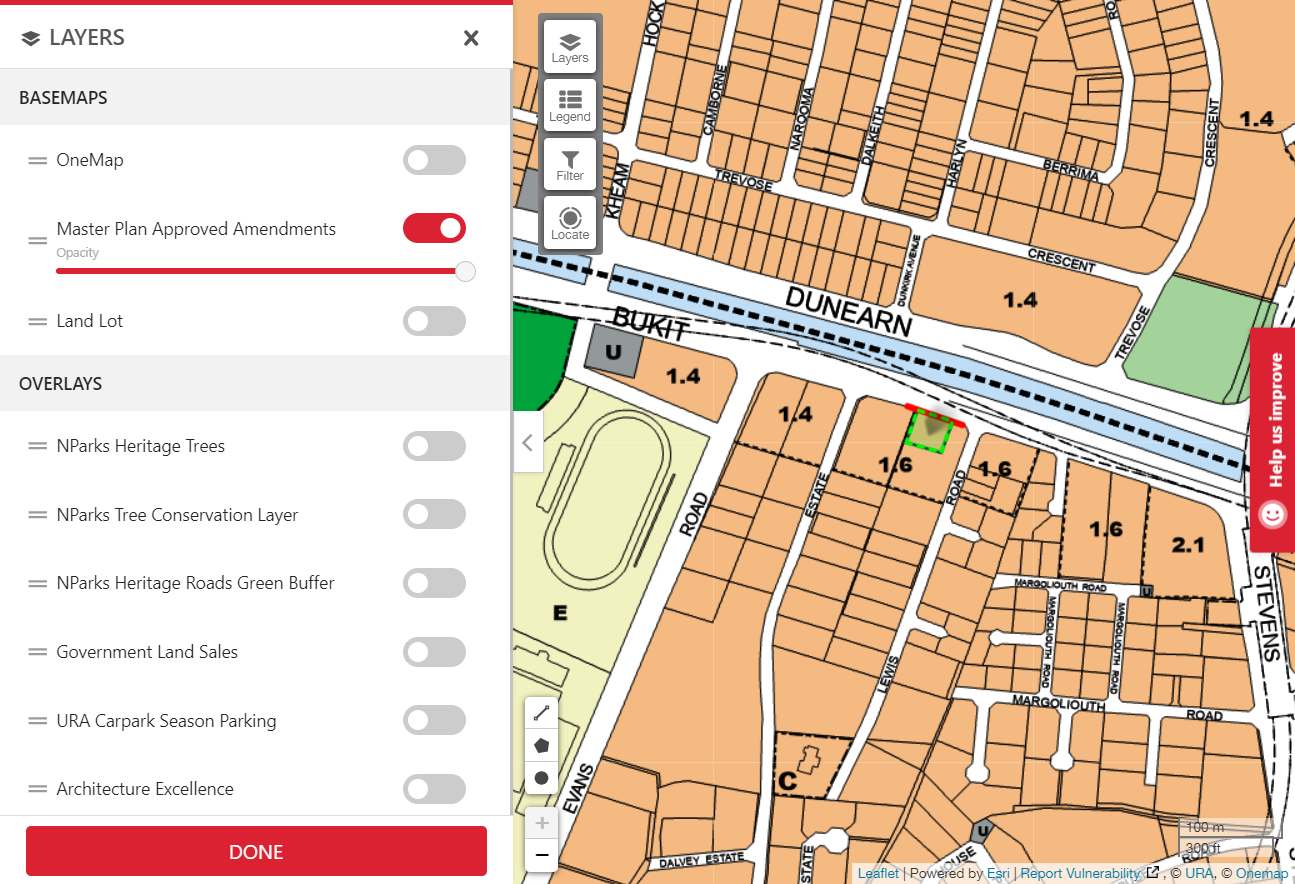 LAYERS
BASEMAPS
OneMap
Master Plan Approved Amendments
Opacity
Land Lot
OVERLAYS
NParks Heritage Trees
NParks Tree Conservation Layer
NParks Heritage Roads Green Buffer
Government Land Sales
URA Carpark Season Parking
Architecture Excellence
DONE
Layers
Legend
Filter
Locate
HOCK
KHEAM
CAMBORNE
NAROOMA
DALKEITH
HARLYN
RO
CRESCENT
1.4
BERRIMA
TREVOSE
CRESCENT
DUNKIRK AVENUE
1.4
TREVOSE
DUNEARN
BUKIT
U
1.4
1.4
1.6
1.6
1.6
2.1
ROAD
ESTATE
ROAD
E
STEVENS
MARGOLIOUTH ROAD
U
MARGOLIOUTH ROAD
MARGOLIOUTH ROAD
LEWIS
MARGOLIOUTH
ROAD
C
EVANS
DALVEY ESTATE
ESTATE
HOUSE
U
ROAD
Help us improve
100 m
300 ft
Leaflet | Powered by Esri | Report Vulnerability , © URA, © Onemap